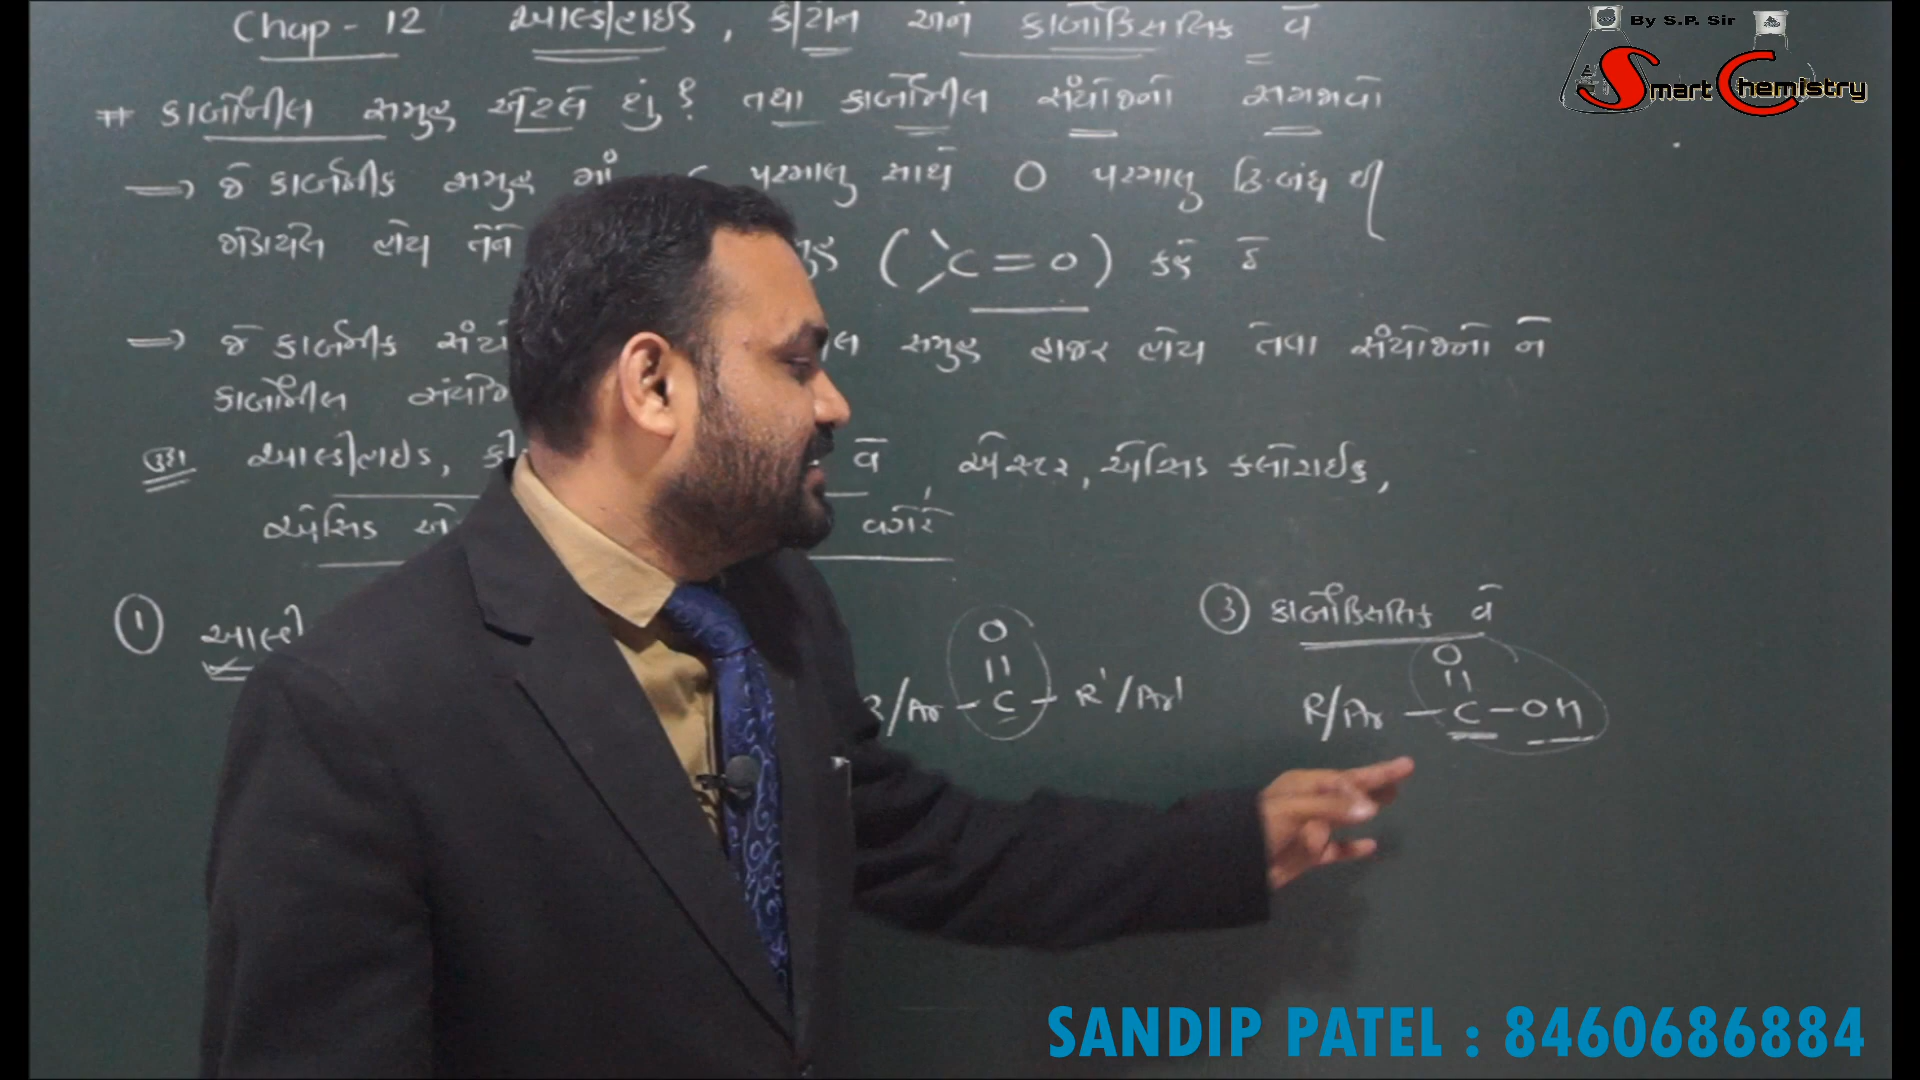 By S.P. Sir
Smart Chemistry
Chap - 12 આલ્ડીહાઇડ, કીટોન અને કાર્બોક્સિલિક
# કાર્બોનીલ સમુહ એટલે શું? તથા કાર્બોનીલ સંયોજનો સમજાવો
→ જે કાર્બનીક સમુહ માં C પરમાણુ સાથે O પરમાણુ દ્વિ-બંધ થી
જોડાયેલ હોય તેને (>C=O) કહે છે
→ જે કાર્બનીક સમુહ હાજર હોય તેવા સંયોજનો ને
કાર્બોનીલ
ઉદા આલ્ડીહાઇડ, એસ્ટર, એસિડ ક્લોરાઇડ,
એસિડ વગેરે
① આલ્ડી
O
||
R/Ar - C - R'/Ar'
③ કાર્બોક્સિલિક
O
||
R/Ar - C - OH
SANDIP PATEL : 8460686884